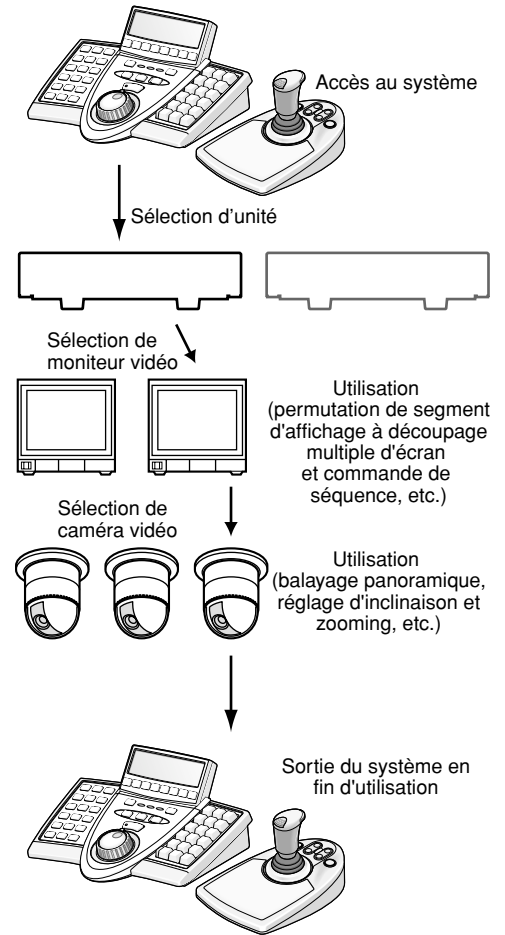 Accès au système
Sélection d'unité
Sélection de
moniteur vidéo
Utilisation
(permutation de segment
d'affichage à découpage
multiple d'écran
et commande de
séquence, etc.)
Sélection de
caméra vidéo
Utilisation
(balayage panoramique,
réglage d'inclinaison et
zooming, etc.)
Sortie du système en
fin d'utilisation